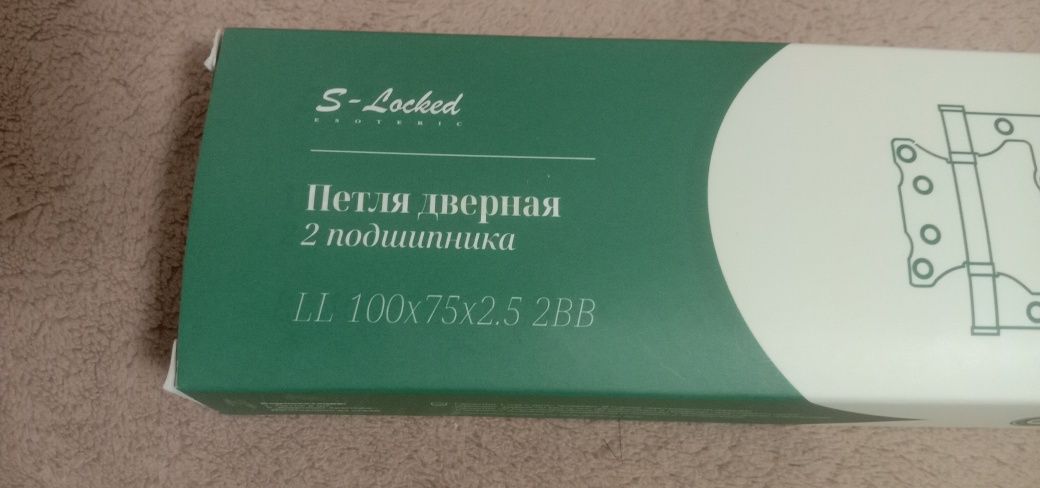 S-Locked
ESOTERIC
Петля дверная
2 подшипника
LL 100x75x2.5 2BB